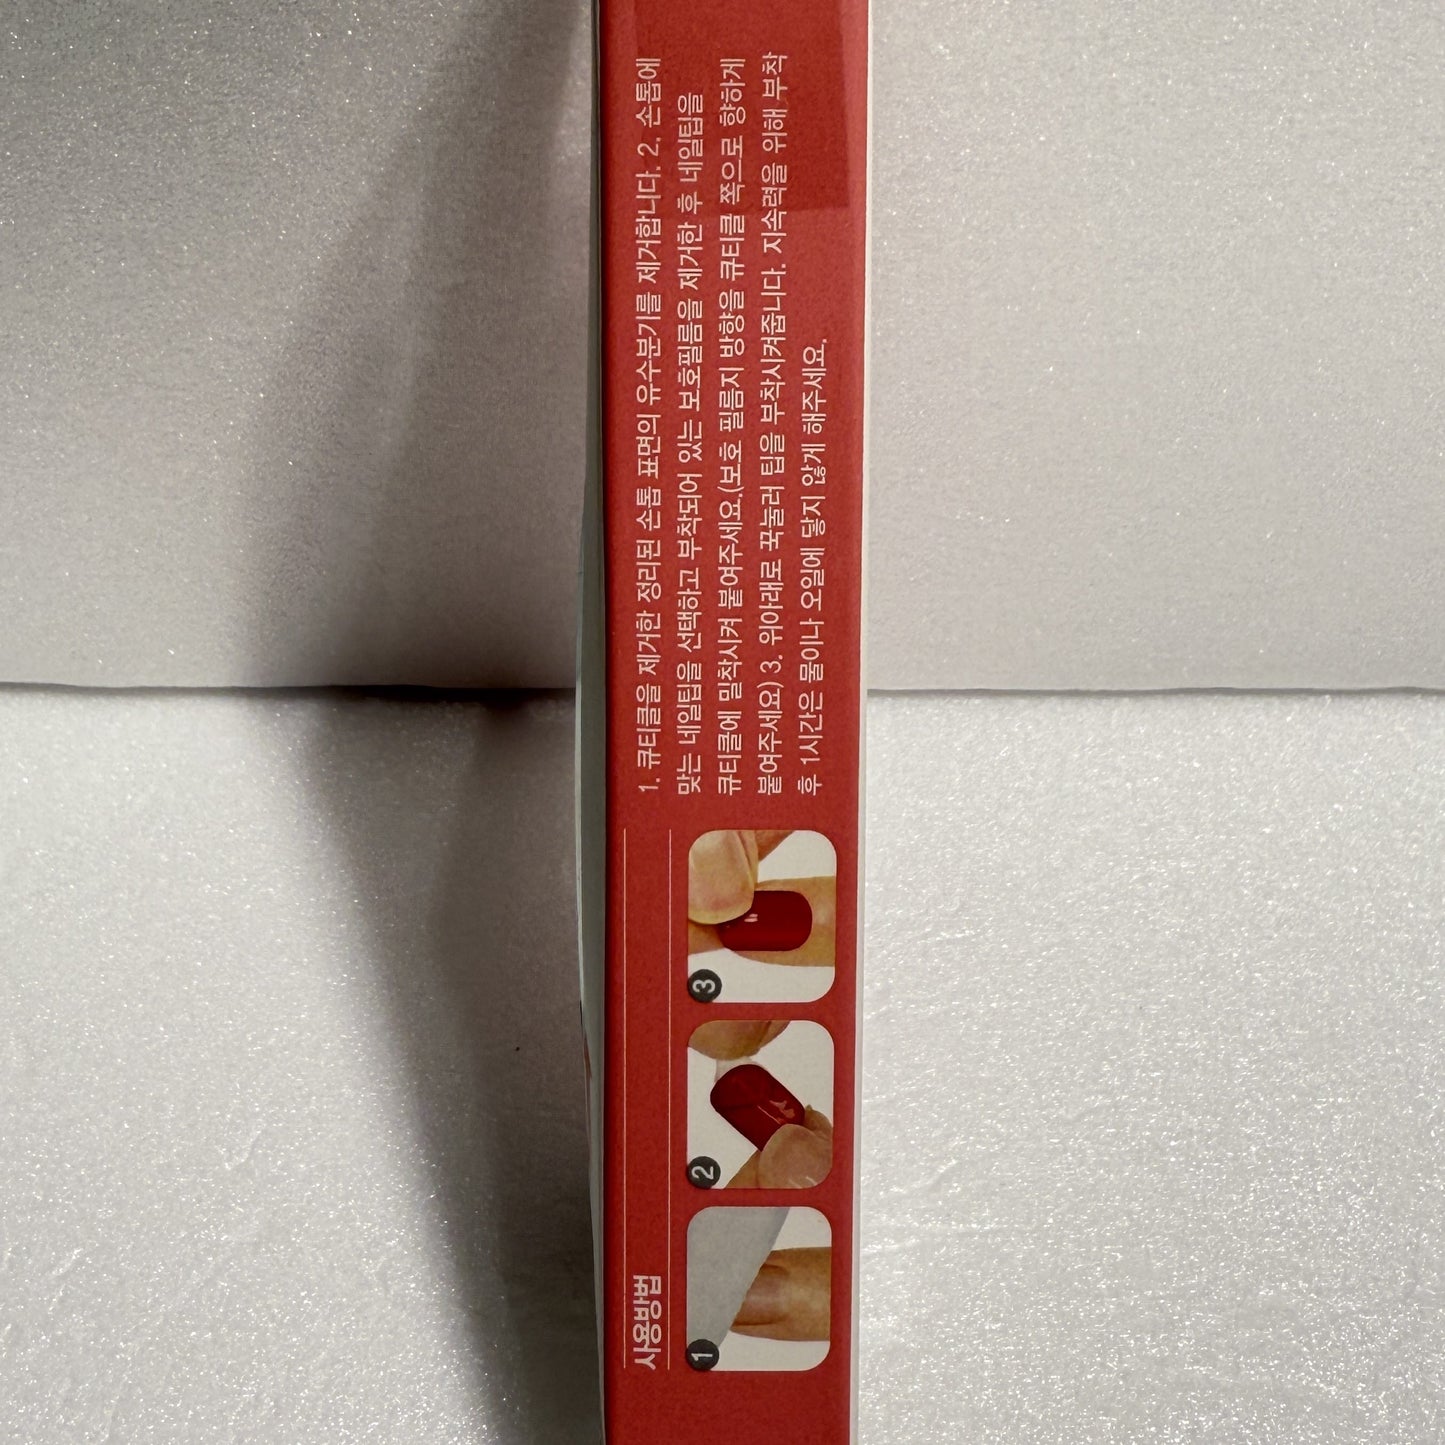 사용방법
1
2
3
1. 큐티클을 제거한 정리된 손톱 표면의 유수분기를 제거합니다. 2. 손톱에
맞는 네일팁을 선택하고 부착되어 있는 보호필름을 제거한 후 네일팁을
큐티클에 밀착시켜 붙여주세요.(보호 필름지 방향을 큐티클 쪽으로 향하게
붙여주세요) 3. 위아래로 꾹눌러 팁을 부착시켜줍니다. 지속력을 위해 부착
후 1시간은 물이나 오일에 닿지 않게 해주세요.